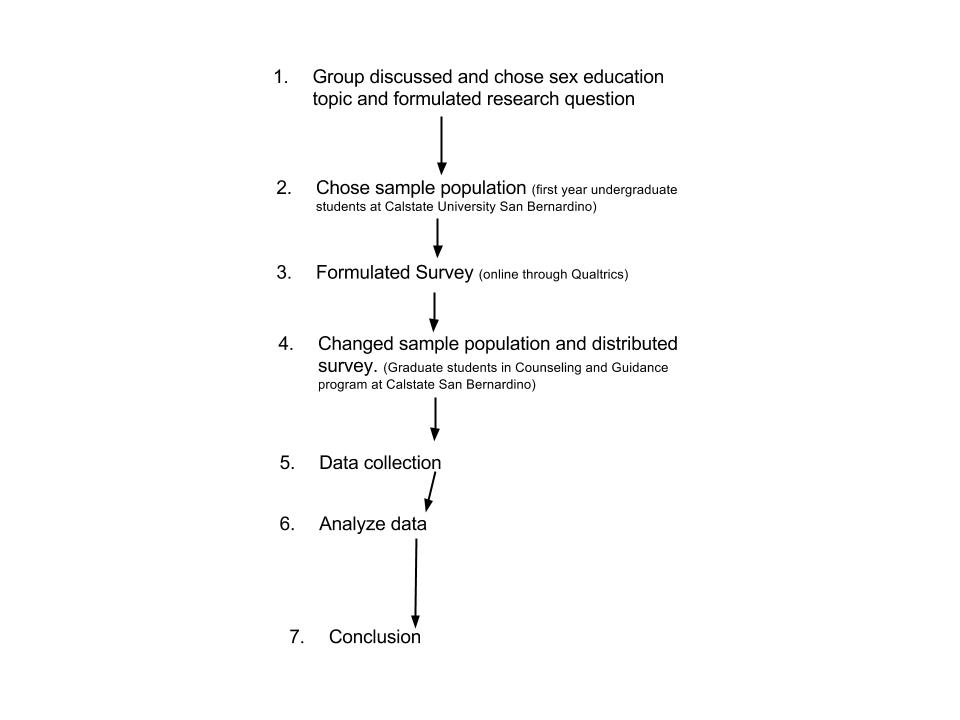 1. Group discussed and chose sex education
topic and formulated research question
2. Chose sample population (first year undergraduate
students at Calstate University San Bernardino)
3. Formulated Survey (online through Qualtrics)
4. Changed sample population and distributed
survey. (Graduate students in Counseling and Guidance
program at Calstate San Bernardino)
5. Data collection
6. Analyze data
7. Conclusion